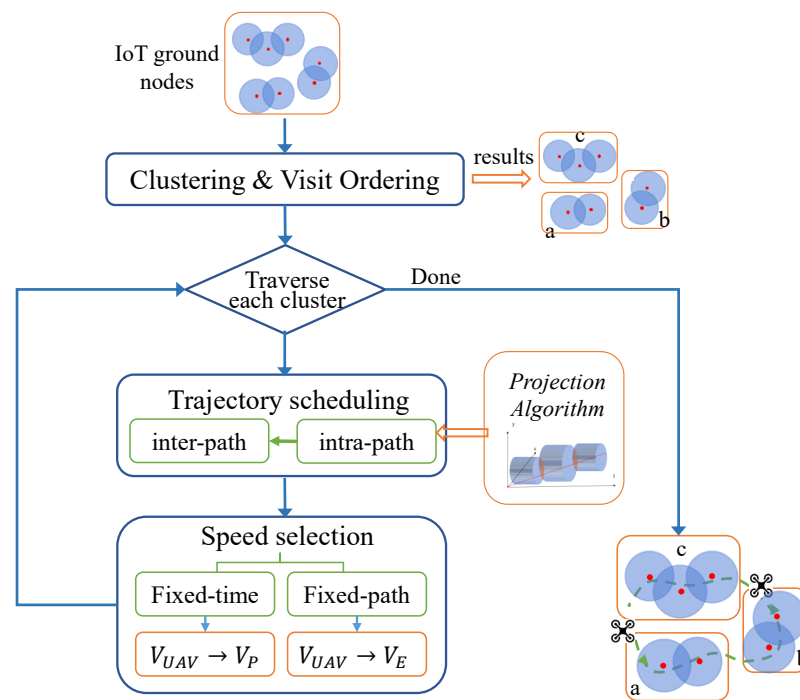 IoT ground
nodes
Clustering & Visit Ordering
results
c
a
b
Traverse
each cluster
Done
Trajectory scheduling
inter-path
intra-path
Projection
Algorithm
y
x
z
Speed selection
Fixed-time
Fixed-path
V_UAV → V_P
V_UAV → V_E
c
a
b